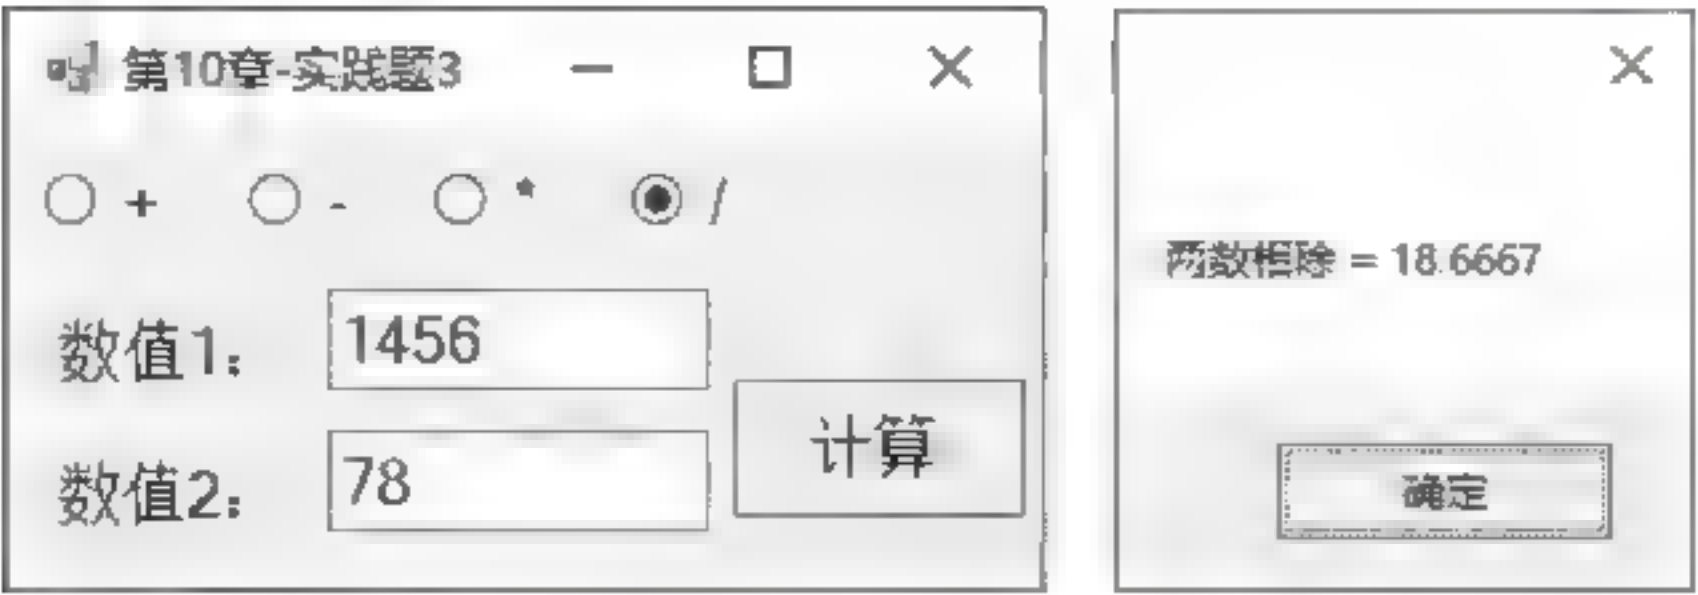 第10章-实践题3
+ - * /
数值1：
1456
数值2：
78
计算
两数相除 = 18.6667
确定